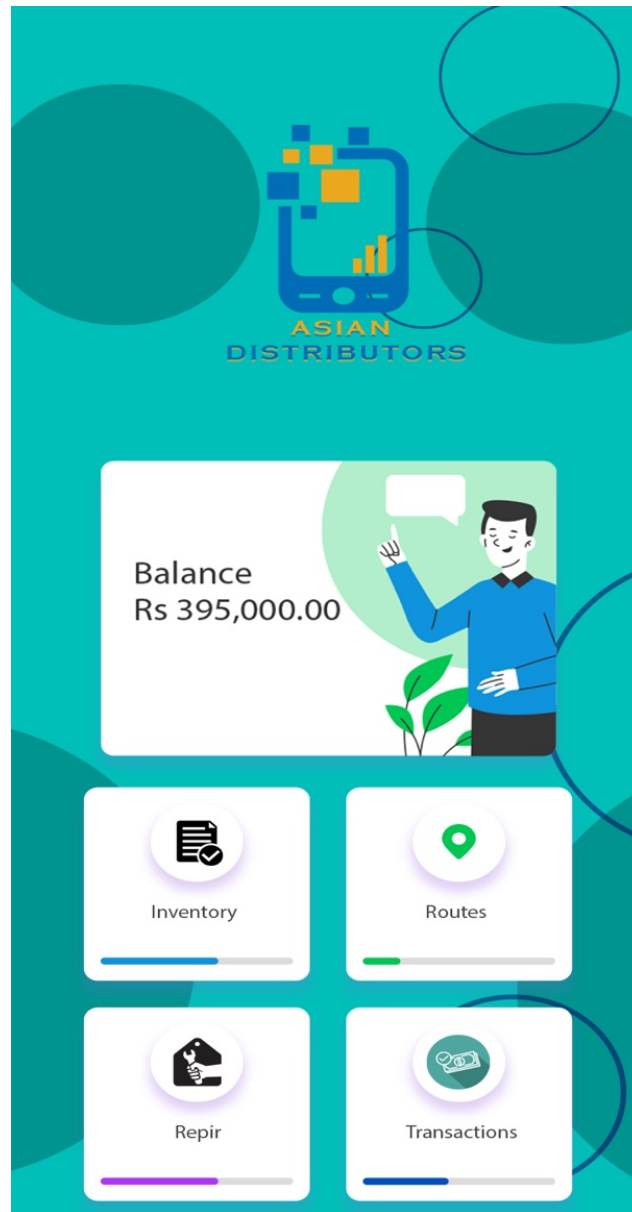 ASIAN
DISTRIBUTORS
Balance
Rs 395,000.00
Inventory
Routes
Repir
Transactions